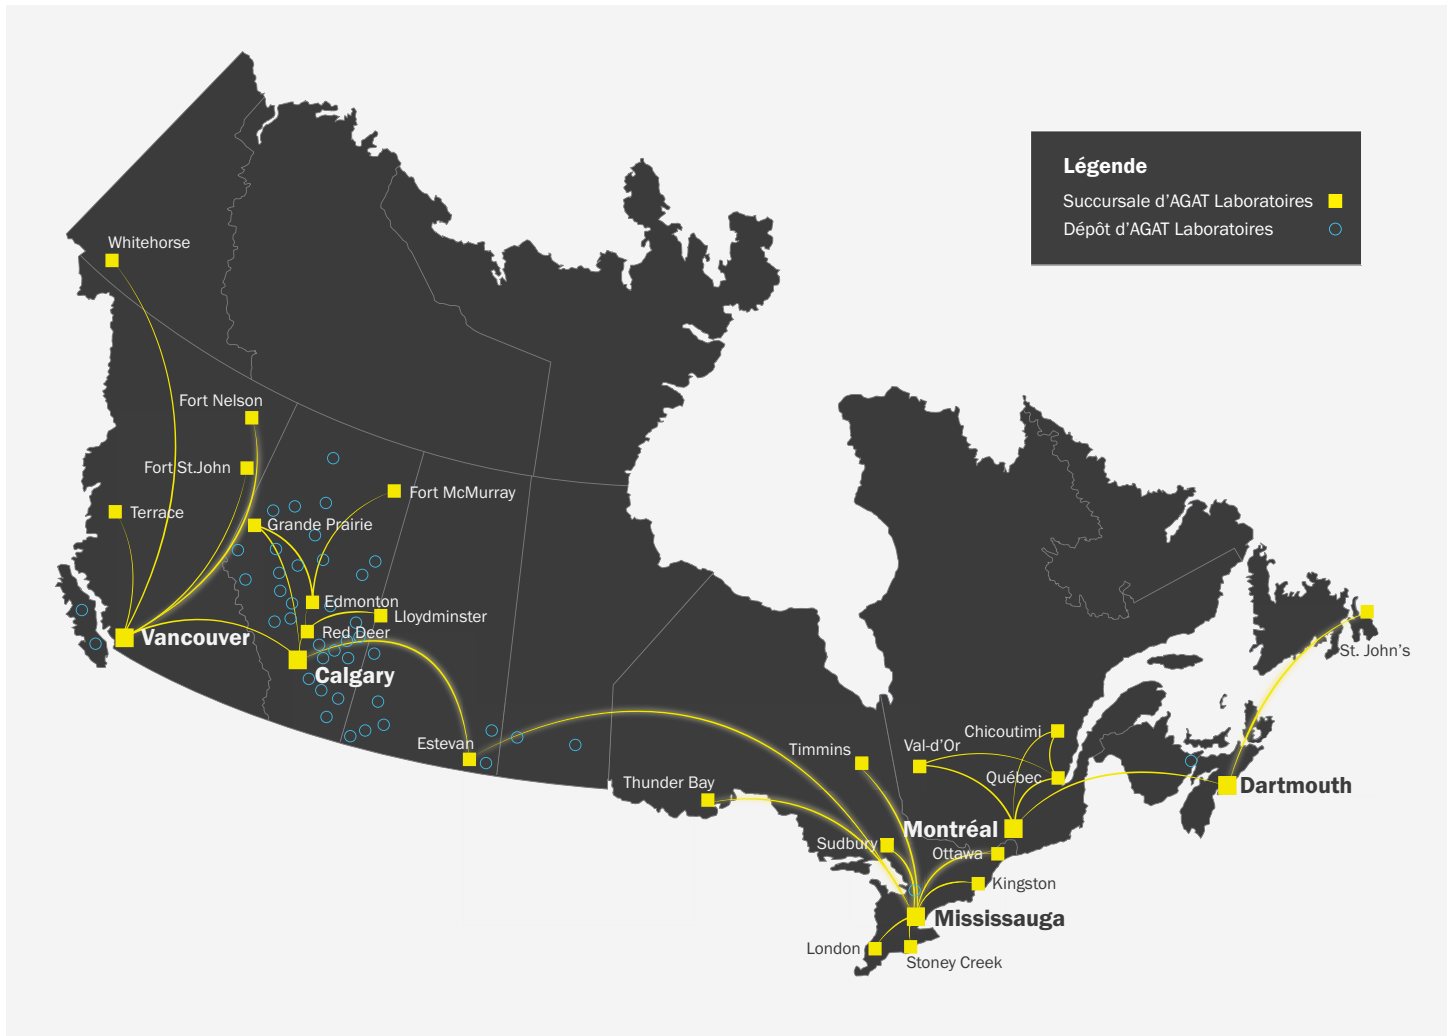 Légende
Succursale d'AGAT Laboratoires
Dépôt d'AGAT Laboratoires
Whitehorse
Fort Nelson
Fort St.John
Fort McMurray
Terrace
Grande Prairie
Edmonton
Lloydminster
Red Deer
Vancouver
Calgary
St. John's
Estevan
Timmins
Chicoutimi
Val-d'Or
Québec
Thunder Bay
Dartmouth
Montréal
Sudbury
Ottawa
Kingston
Mississauga
London
Stoney Creek